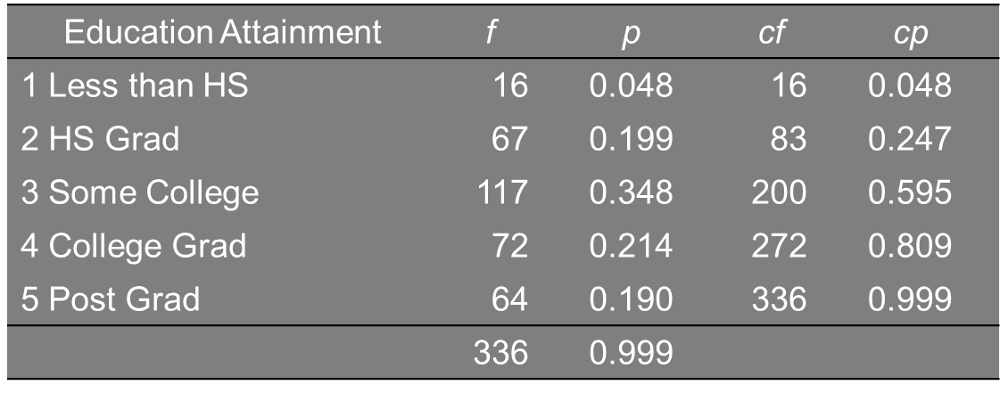 Education Attainment f p cf cp
1 Less than HS 16 0.048 16 0.048
2 HS Grad 67 0.199 83 0.247
3 Some College 117 0.348 200 0.595
4 College Grad 72 0.214 272 0.809
5 Post Grad 64 0.190 336 0.999
336 0.999